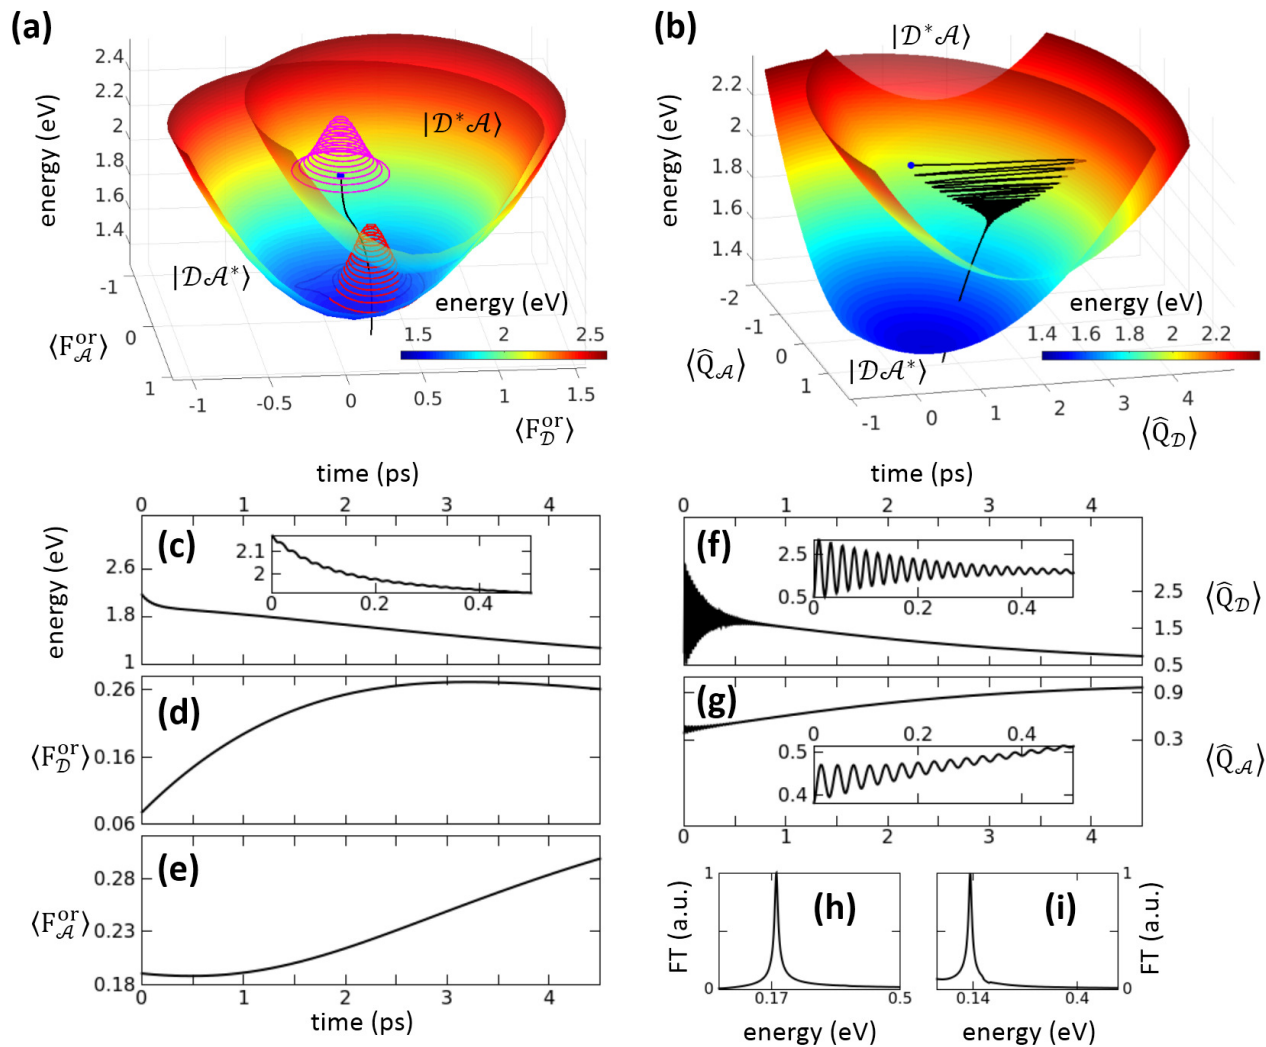 (a)
energy (eV)
2.4
2.2
2
1.8
1.6
1.4
|D*A⟩
|DA*⟩
energy (eV)
1.5 2 2.5
-1
0
1
⟨F_A^or⟩
-1 -0.5 0 0.5 1 1.5
⟨F_D^or⟩
(b)
|D*A⟩
energy (eV)
2.2
2
1.8
1.6
1.4
energy (eV)
1.4 1.6 1.8 2 2.2
-2
-1
0
1
⟨Q̂_A⟩
|DA*⟩
-1 0 1 2 3 4
⟨Q̂_D⟩
time (ps)
0 1 2 3 4
(c)
energy (eV)
2.6
1.8
1
2.1
2
0 0.2 0.4
(d)
⟨F_D^or⟩
0.26
0.16
0.06
(e)
⟨F_A^or⟩
0.28
0.23
0.18
0 1 2 3 4
time (ps)
time (ps)
0 1 2 3 4
(f)
2.5
0.5
0 0.2 0.4
2.5
1.5
0.5
⟨Q̂_D⟩
(g)
0 0.2 0.4
0.5
0.4
0.9
0.3
⟨Q̂_A⟩
0 1 2 3 4
(h)
FT (a.u.)
1
0
0.17 0.5
energy (eV)
(i)
1
0
FT (a.u.)
0.14 0.4
energy (eV)